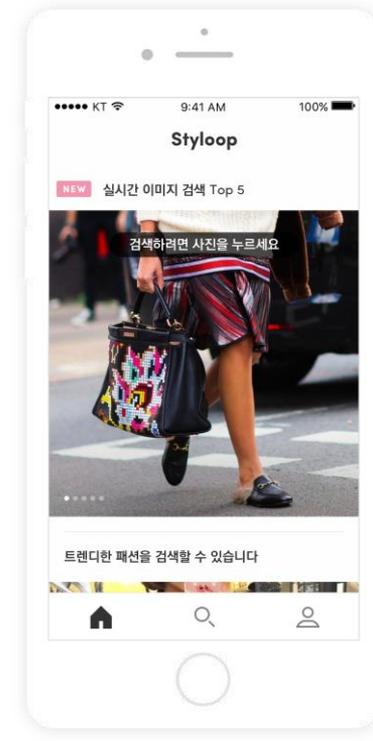 KT
9:41 AM
100%
Styloop
NEW 실시간 이미지 검색 Top 5
검색하려면 사진을 누르세요
트렌디한 패션을 검색할 수 있습니다